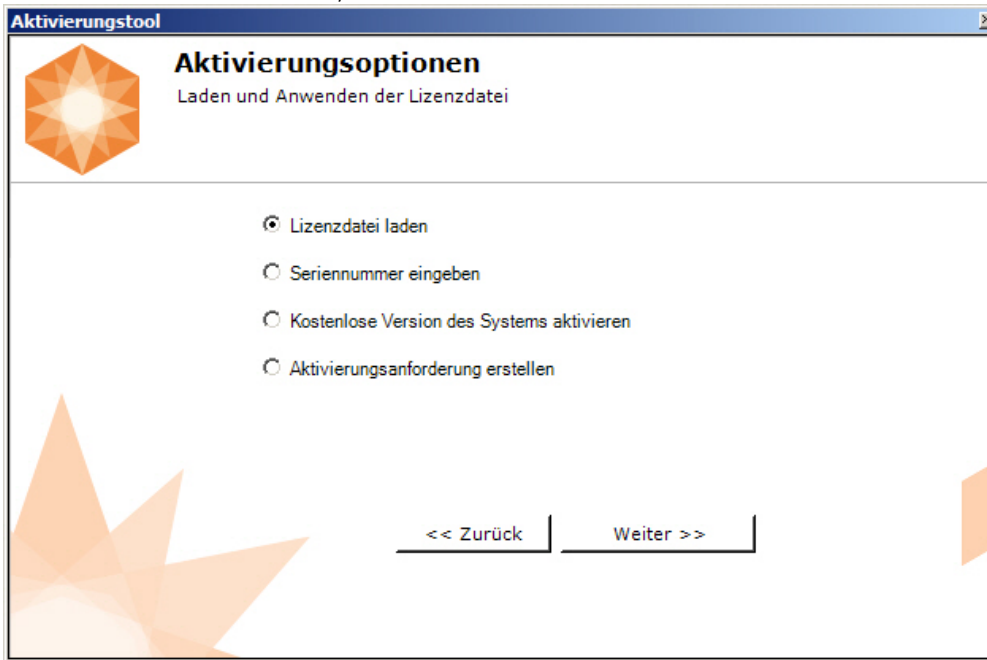 Aktivierungstool
Aktivierungsoptionen
Laden und Anwenden der Lizenzdatei
Lizenzdatei laden
Seriennummer eingeben
Kostenlose Version des Systems aktivieren
Aktivierungsanforderung erstellen
<< Zurück
Weiter >>